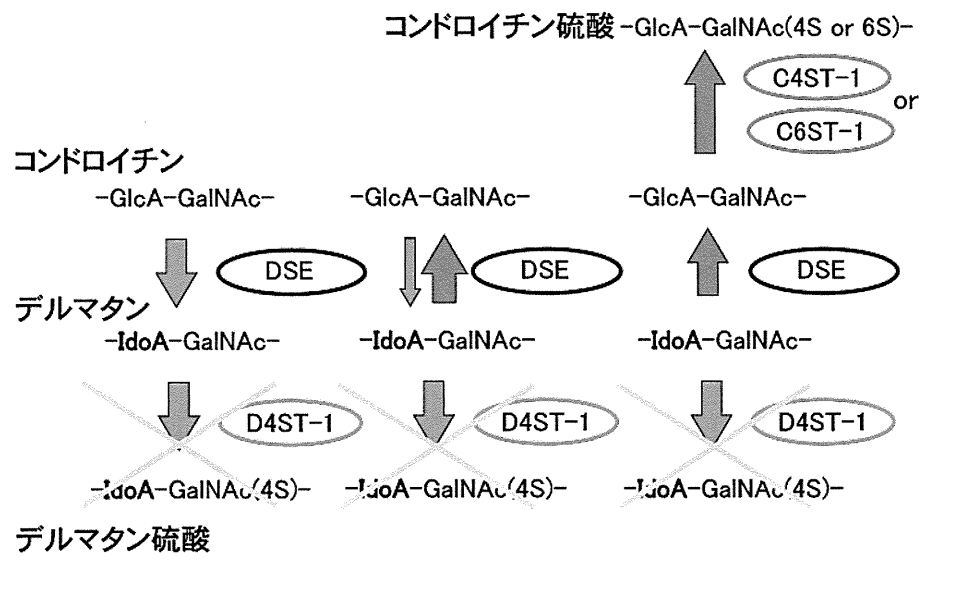 コンドロイチン硫酸 -GlcA-GalNAc(4S or 6S)-
C4ST-1
or
C6ST-1
コンドロイチン
-GlcA-GalNAc- -GlcA-GalNAc- -GlcA-GalNAc-
DSE DSE DSE
デルマタン
-IdoA-GalNAc- -IdoA-GalNAc- -IdoA-GalNAc-
D4ST-1 D4ST-1 D4ST-1
-IdoA-GalNAc(4S)- -IdoA-GalNAc(4S)- -IdoA-GalNAc(4S)-
デルマタン硫酸